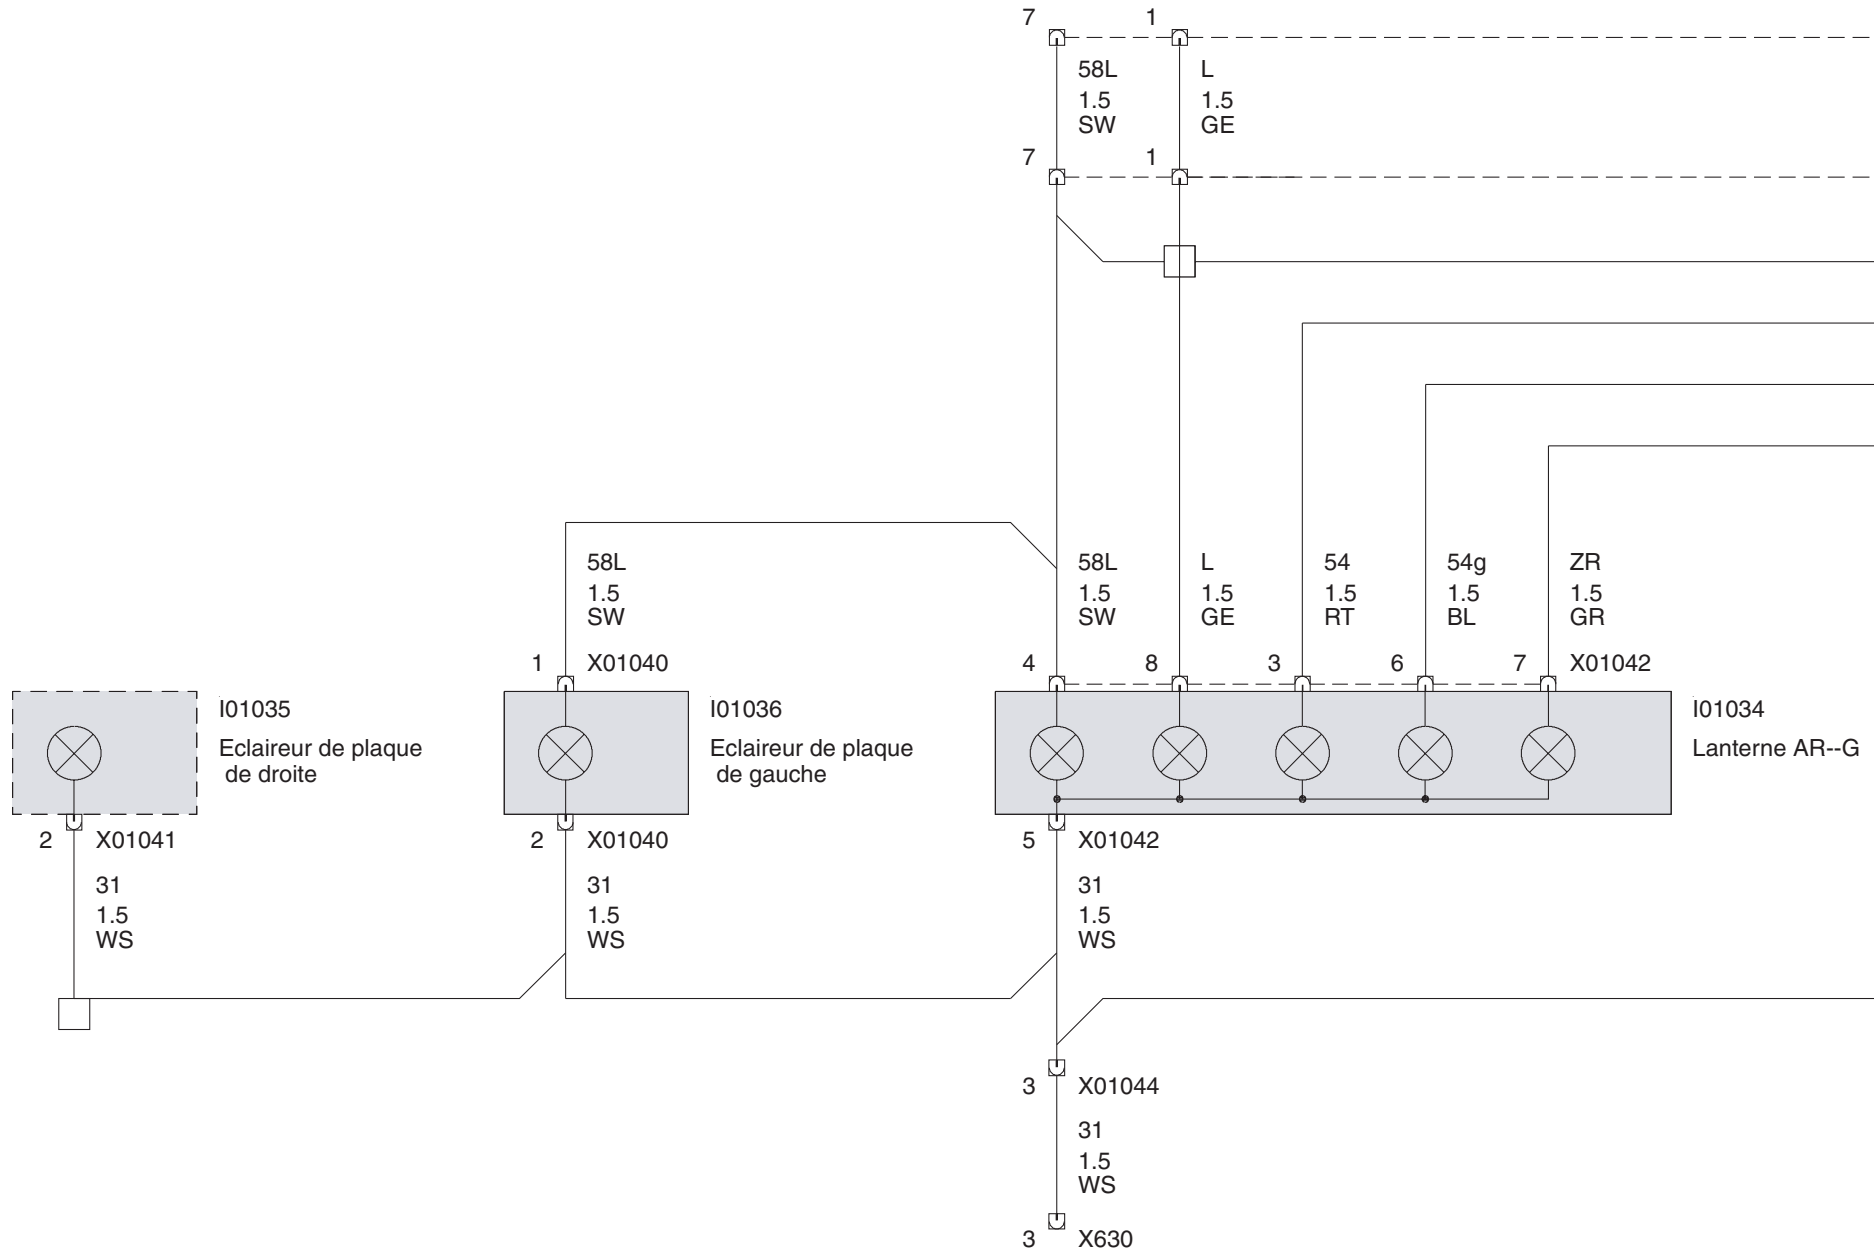 7 1
58L L
1.5 1.5
SW GE
7 1
58L 58L L 54 54g ZR
1.5 1.5 1.5 1.5 1.5 1.5
SW SW GE RT BL GR
1 X01040 4 8 3 6 7 X01042
I01035 I01036 I01034
Eclaireur de plaque Eclaireur de plaque Lanterne AR--G
de droite de gauche
2 X01041 2 X01040 5 X01042
31 31 31
1.5 1.5 1.5
WS WS WS
3 X01044
31
1.5
WS
3 X630